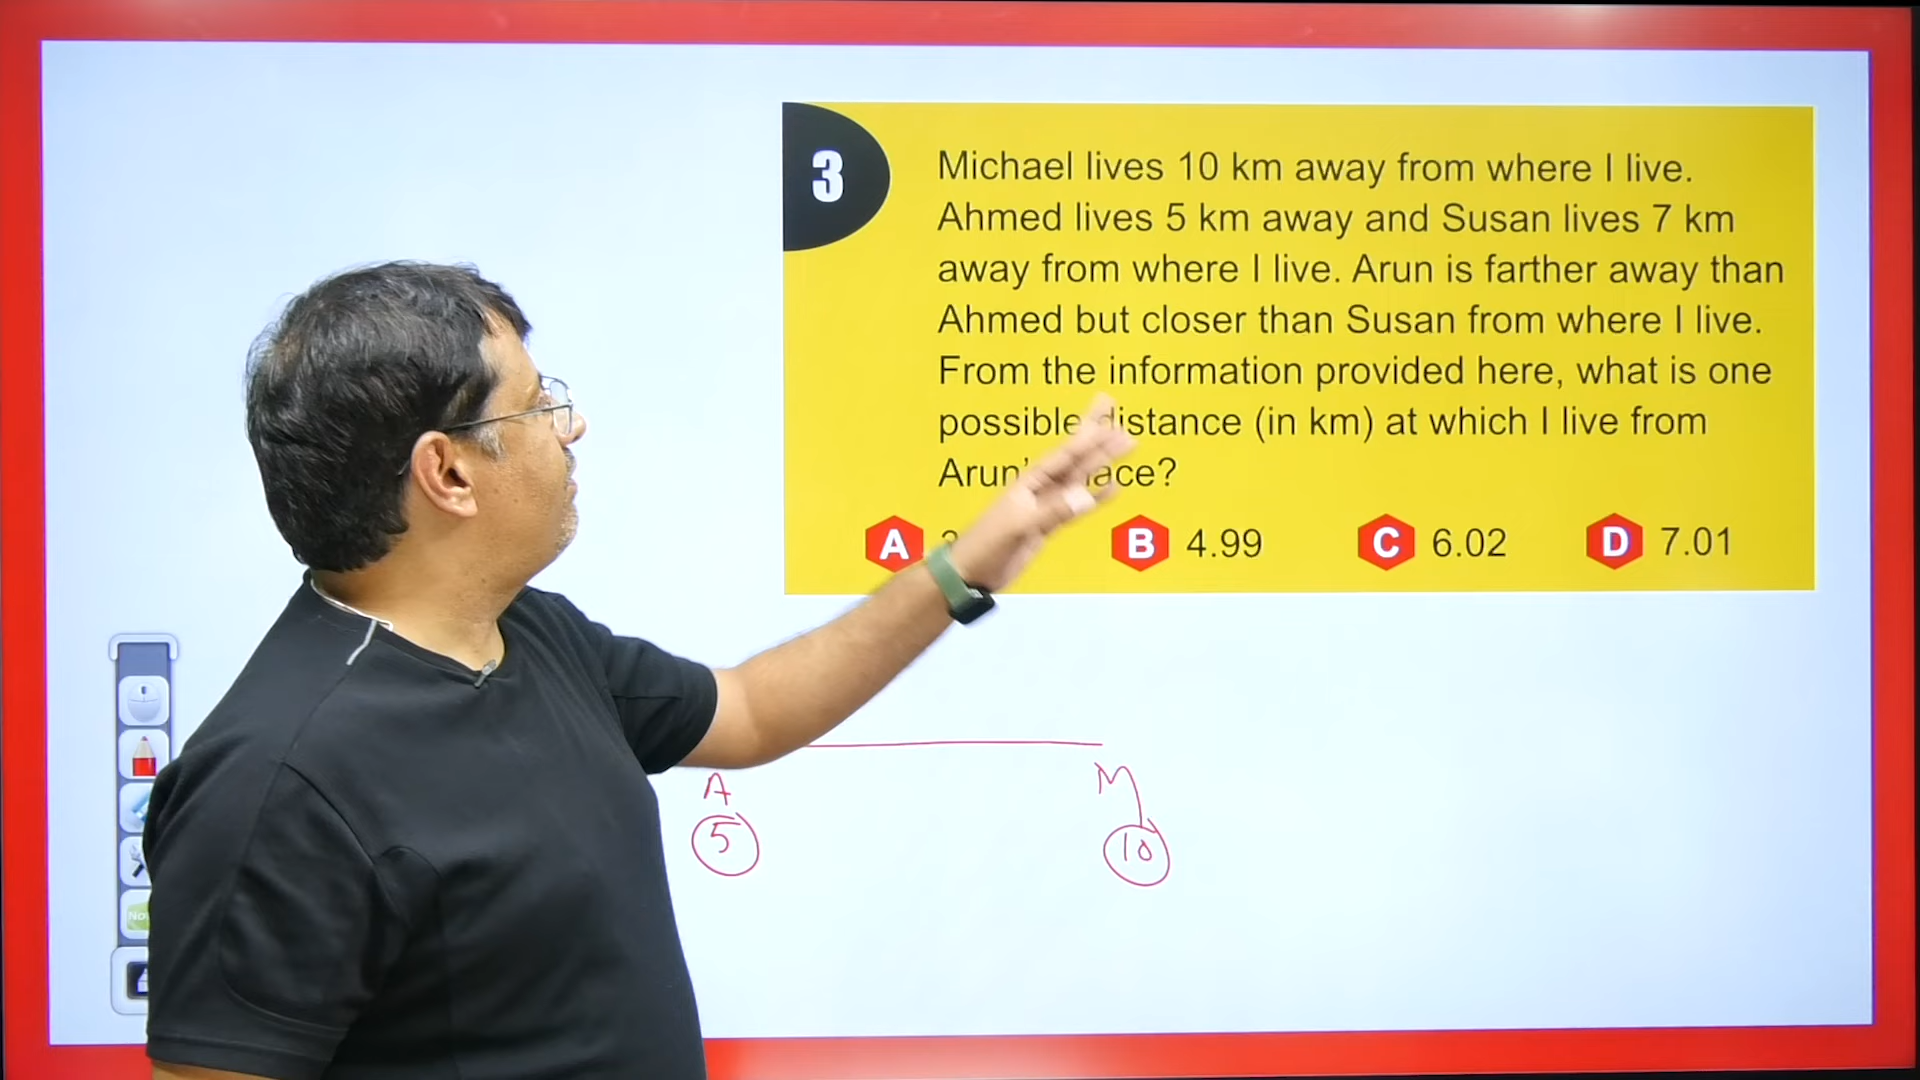 3
Michael lives 10 km away from where I live.
Ahmed lives 5 km away and Susan lives 7 km
away from where I live. Arun is farther away than
Ahmed but closer than Susan from where I live.
From the information provided here, what is one
possible distance (in km) at which I live from
A B 4.99 C 6.02 D 7.01
A M
5 10